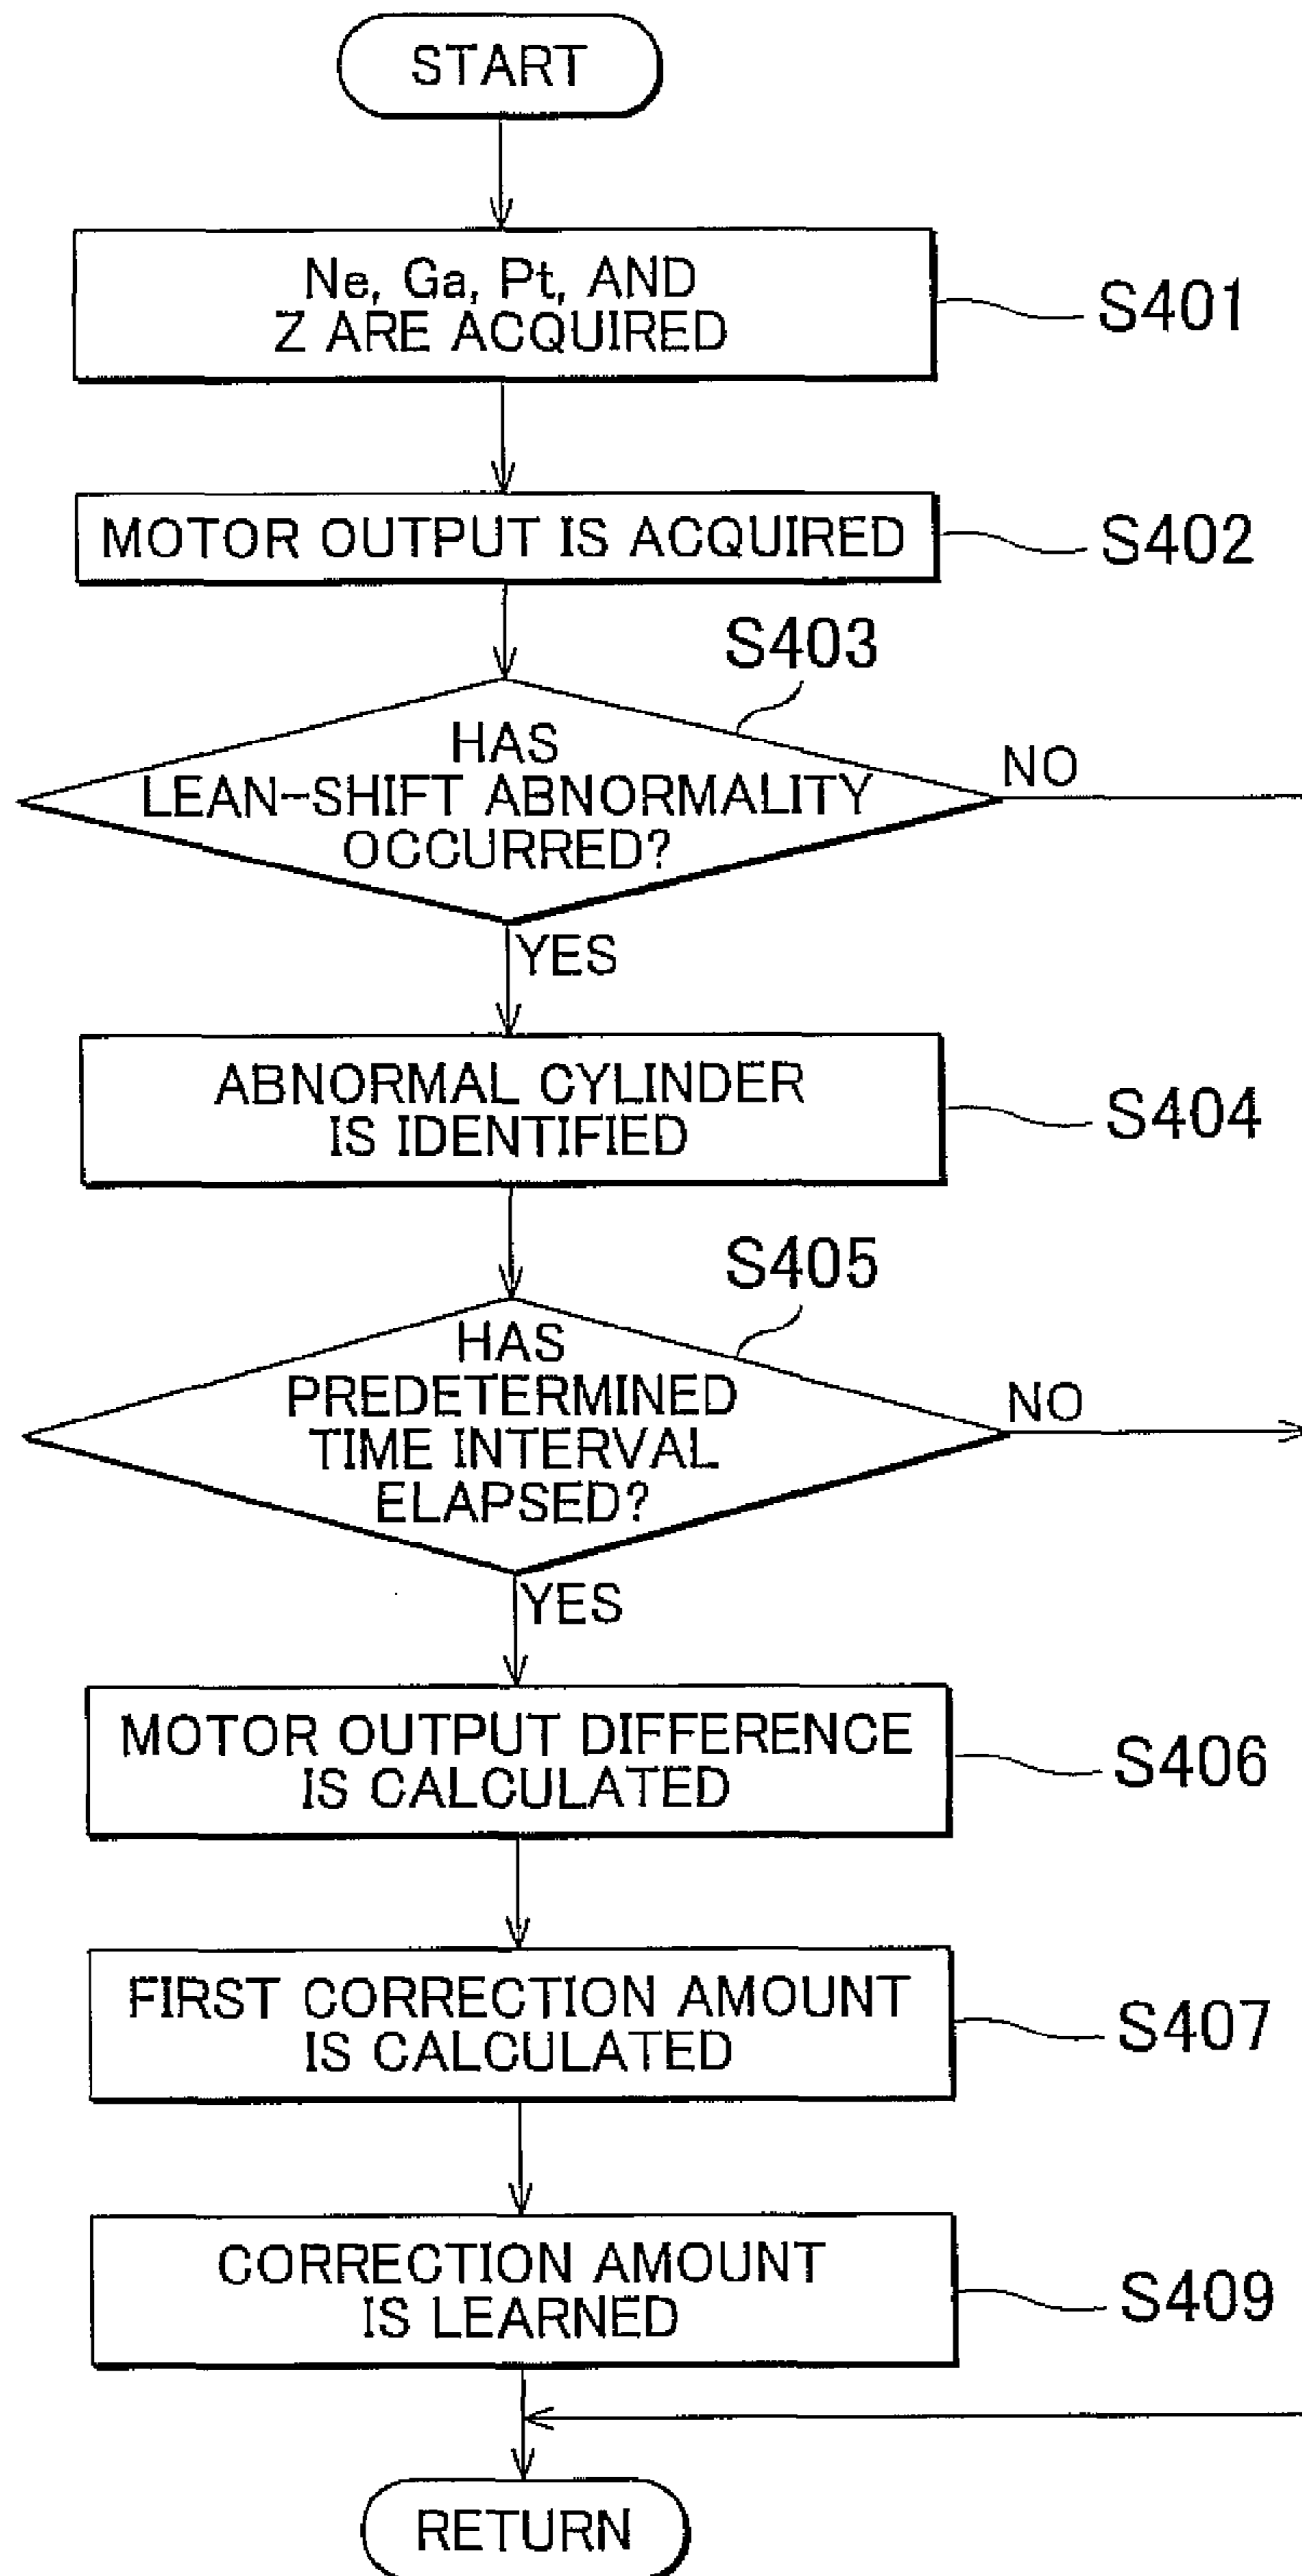 START
Ne, Ga, Pt, AND
Z ARE ACQUIRED
S401
MOTOR OUTPUT IS ACQUIRED
S402
S403
HAS
LEAN-SHIFT ABNORMALITY
OCCURRED?
NO
YES
ABNORMAL CYLINDER
IS IDENTIFIED
S404
S405
HAS
PREDETERMINED
TIME INTERVAL
ELAPSED?
NO
YES
MOTOR OUTPUT DIFFERENCE
IS CALCULATED
S406
FIRST CORRECTION AMOUNT
IS CALCULATED
S407
CORRECTION AMOUNT
IS LEARNED
S409
RETURN